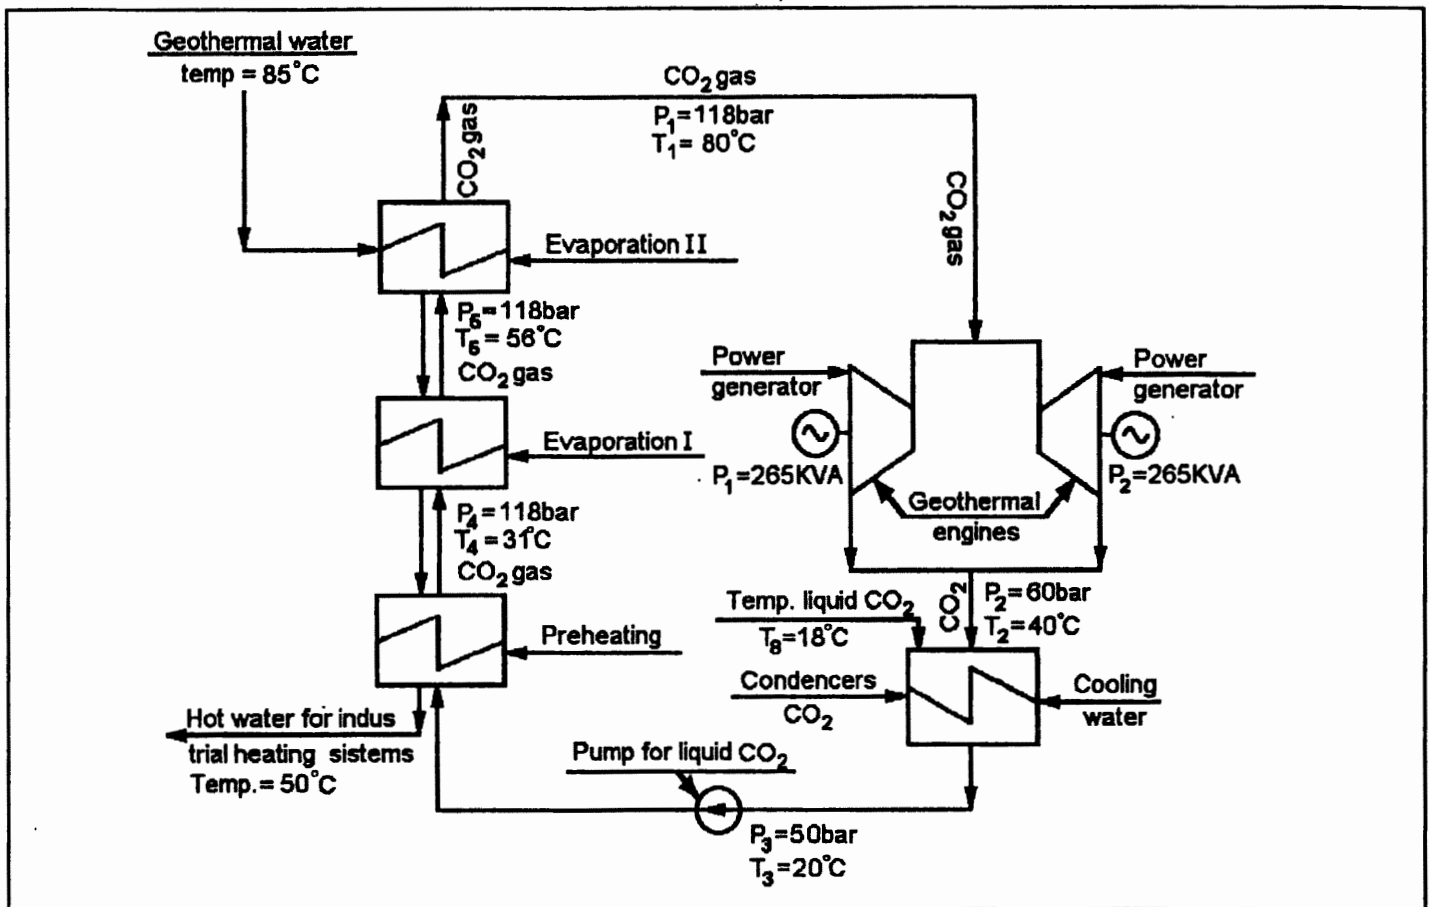 Geothermal water
temp = 85°C
CO2 gas
P1=118bar
T1= 80°C
CO2 gas
CO2 gas
Evaporation II
P5=118bar
T5= 56°C
CO2 gas
Evaporation I
P4=118bar
T4=31°C
CO2 gas
Preheating
Hot water for indus
trial heating sistems
Temp.= 50°C
Power
generator
P1=265KVA
Power
generator
P2=265KVA
Geothermal
engines
CO2
P2=60bar
T2=40°C
Temp. liquid CO2
T8=18°C
Condencers
CO2
Cooling
water
Pump for liquid CO2
P3=50bar
T3=20°C